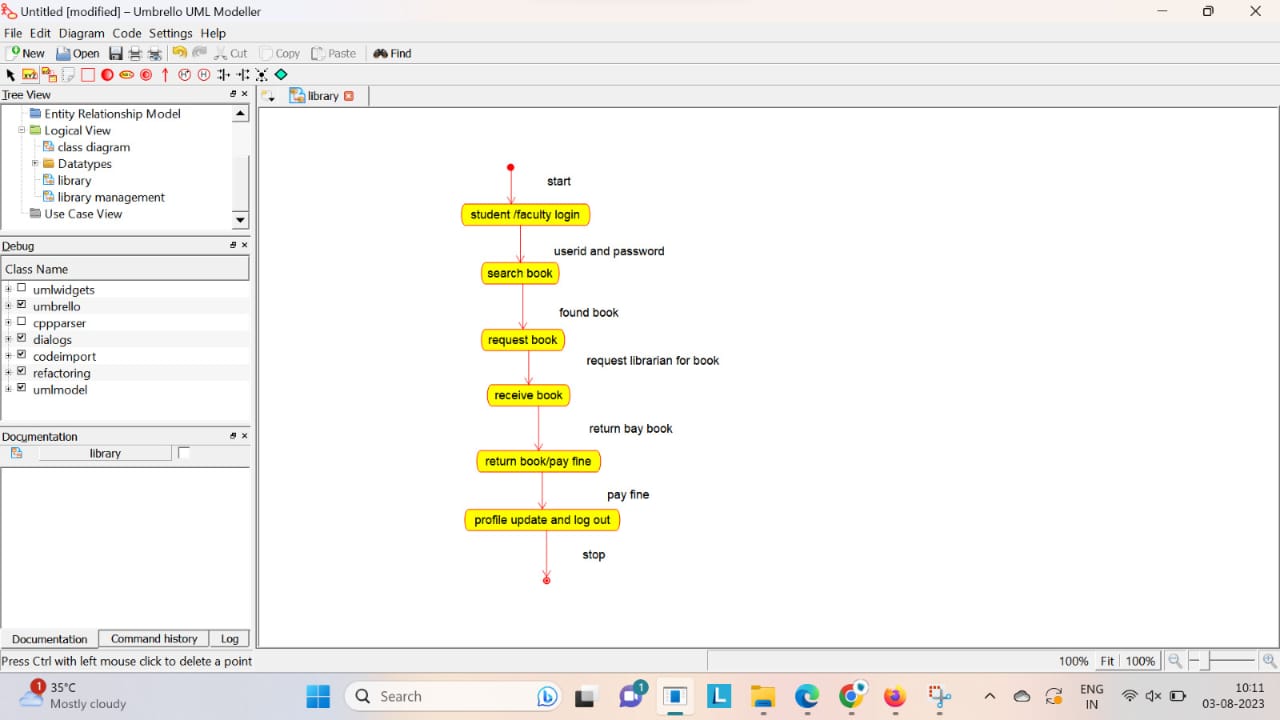 Untitled [modified] – Umbrello UML Modeller
File Edit Diagram Code Settings Help
New Open Cut Copy Paste Find
Tree View
library
Entity Relationship Model
Logical View
class diagram
Datatypes
library
library management
Use Case View
Debug
Class Name
umlwidgets
umbrello
cppparser
dialogs
codeimport
refactoring
umlmodel
Documentation
library
Documentation Command history Log
start
student /faculty login
userid and password
search book
found book
request book
request librarian for book
receive book
return bay book
return book/pay fine
pay fine
profile update and log out
stop
Press Ctrl with left mouse click to delete a point
100% Fit 100%
1
35°C
Mostly cloudy
Search
1
L
ENG
IN
10:11
03-08-2023